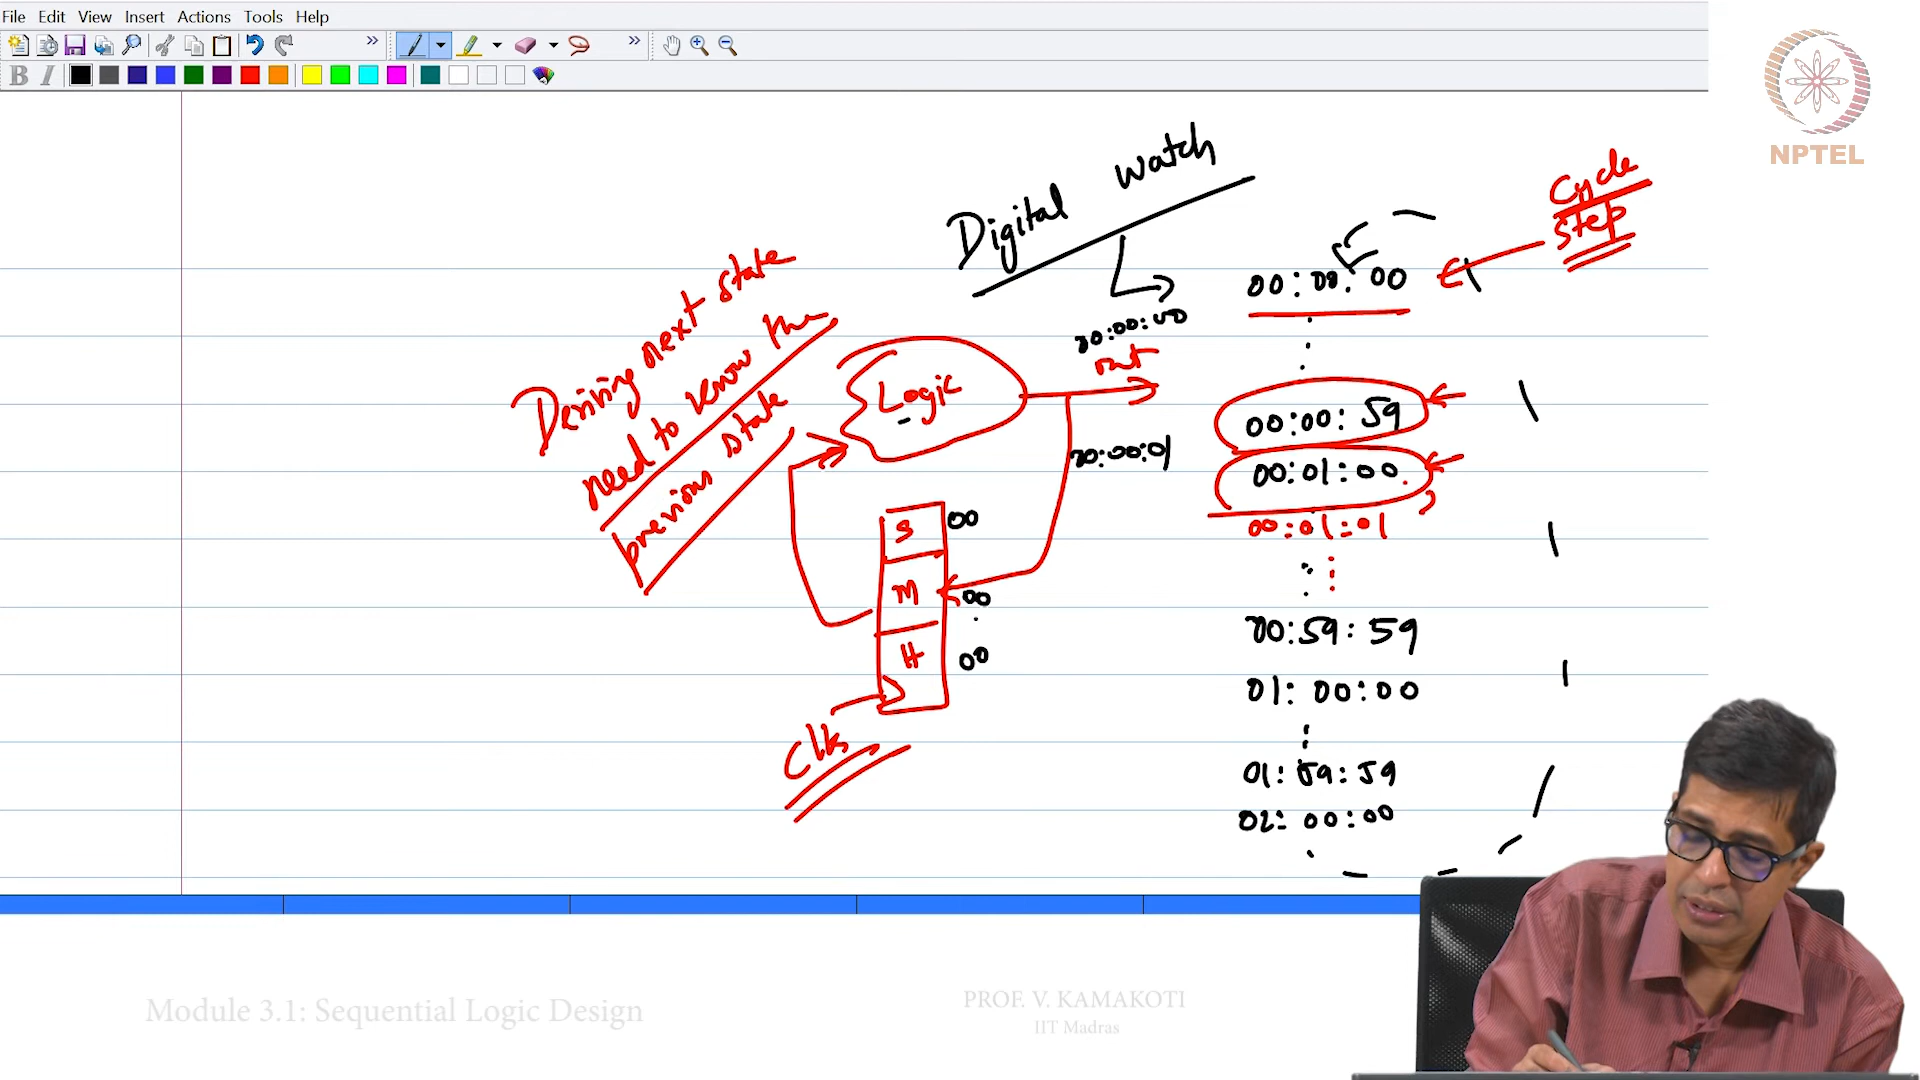 File Edit View Insert Actions Tools Help
B I
NPTEL
Digital Watch
Cycle
Step
00:00:00
Deriving next state
need to know the
previous state
Logic
00:00:00
out
00:00:01
S 00
M 00
H 00
Clk
00:00:59
00:01:00
00:01:01
00:59:59
01:00:00
01:59:59
02:00:00
Module 3.1: Sequential Logic Design
PROF. V. KAMAKOTI
IIT Madras